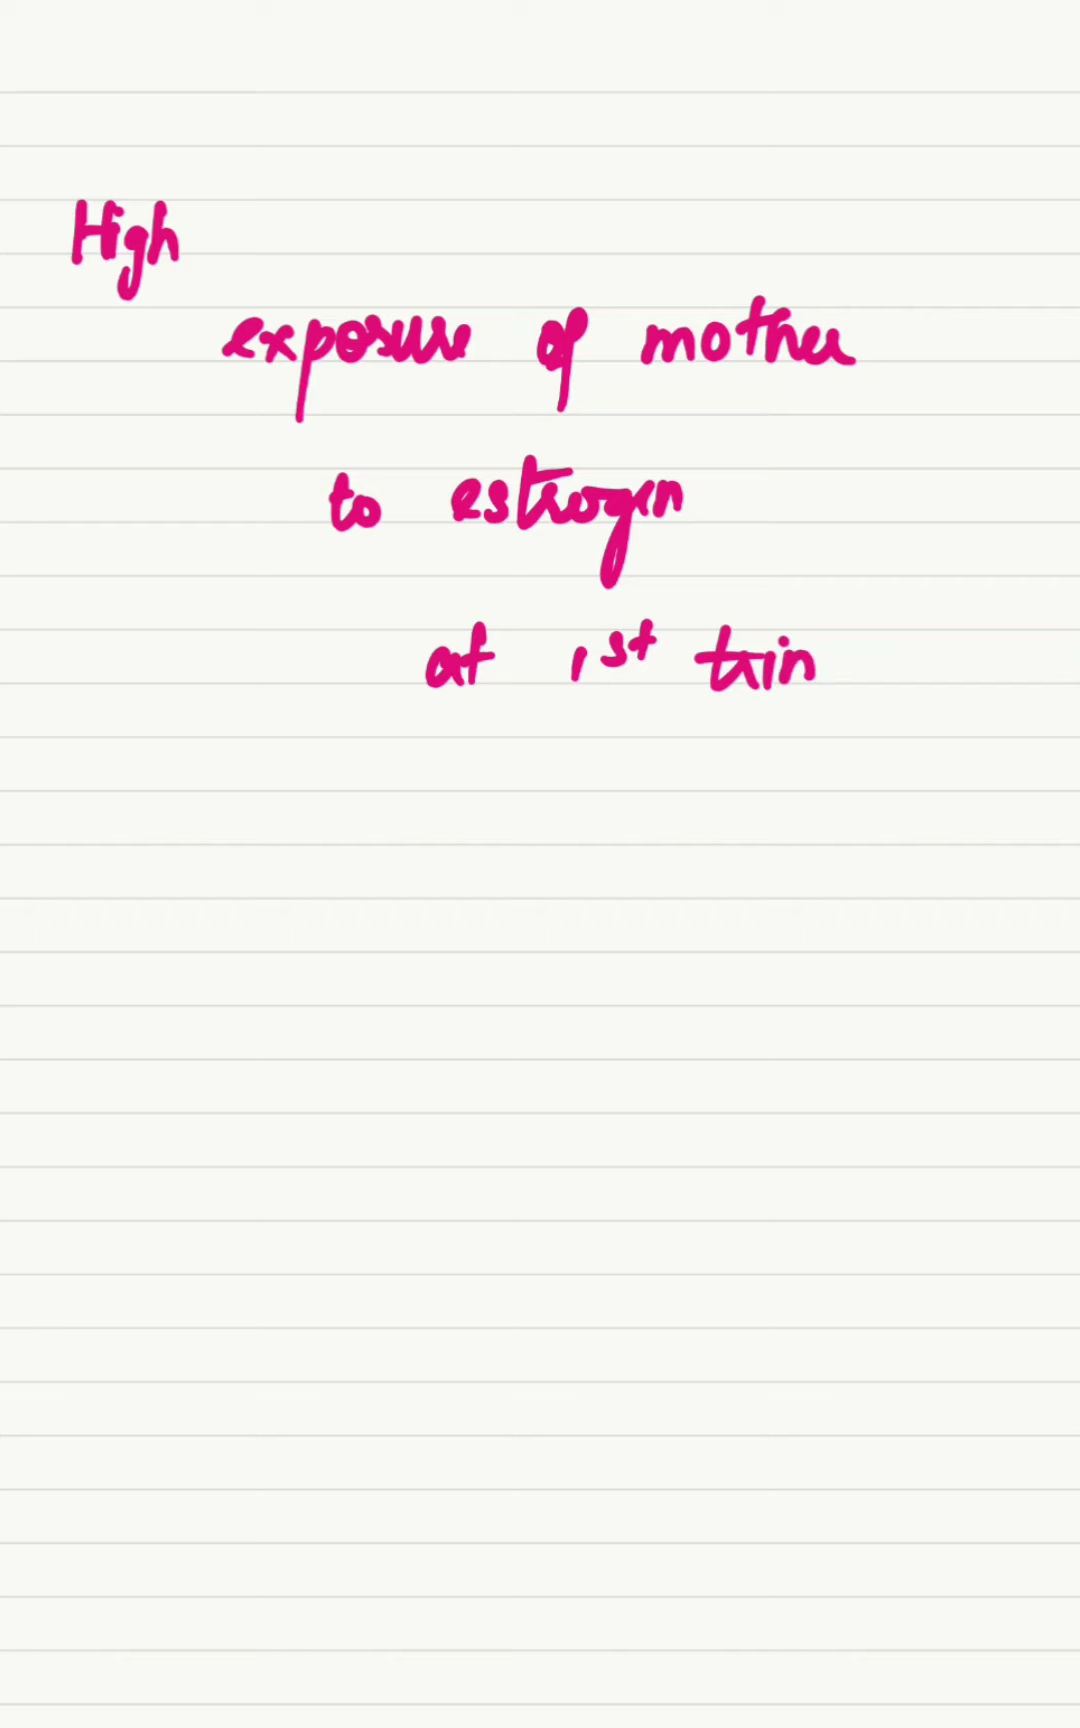 High
exposure of mother
to estrogen
at 1st trin